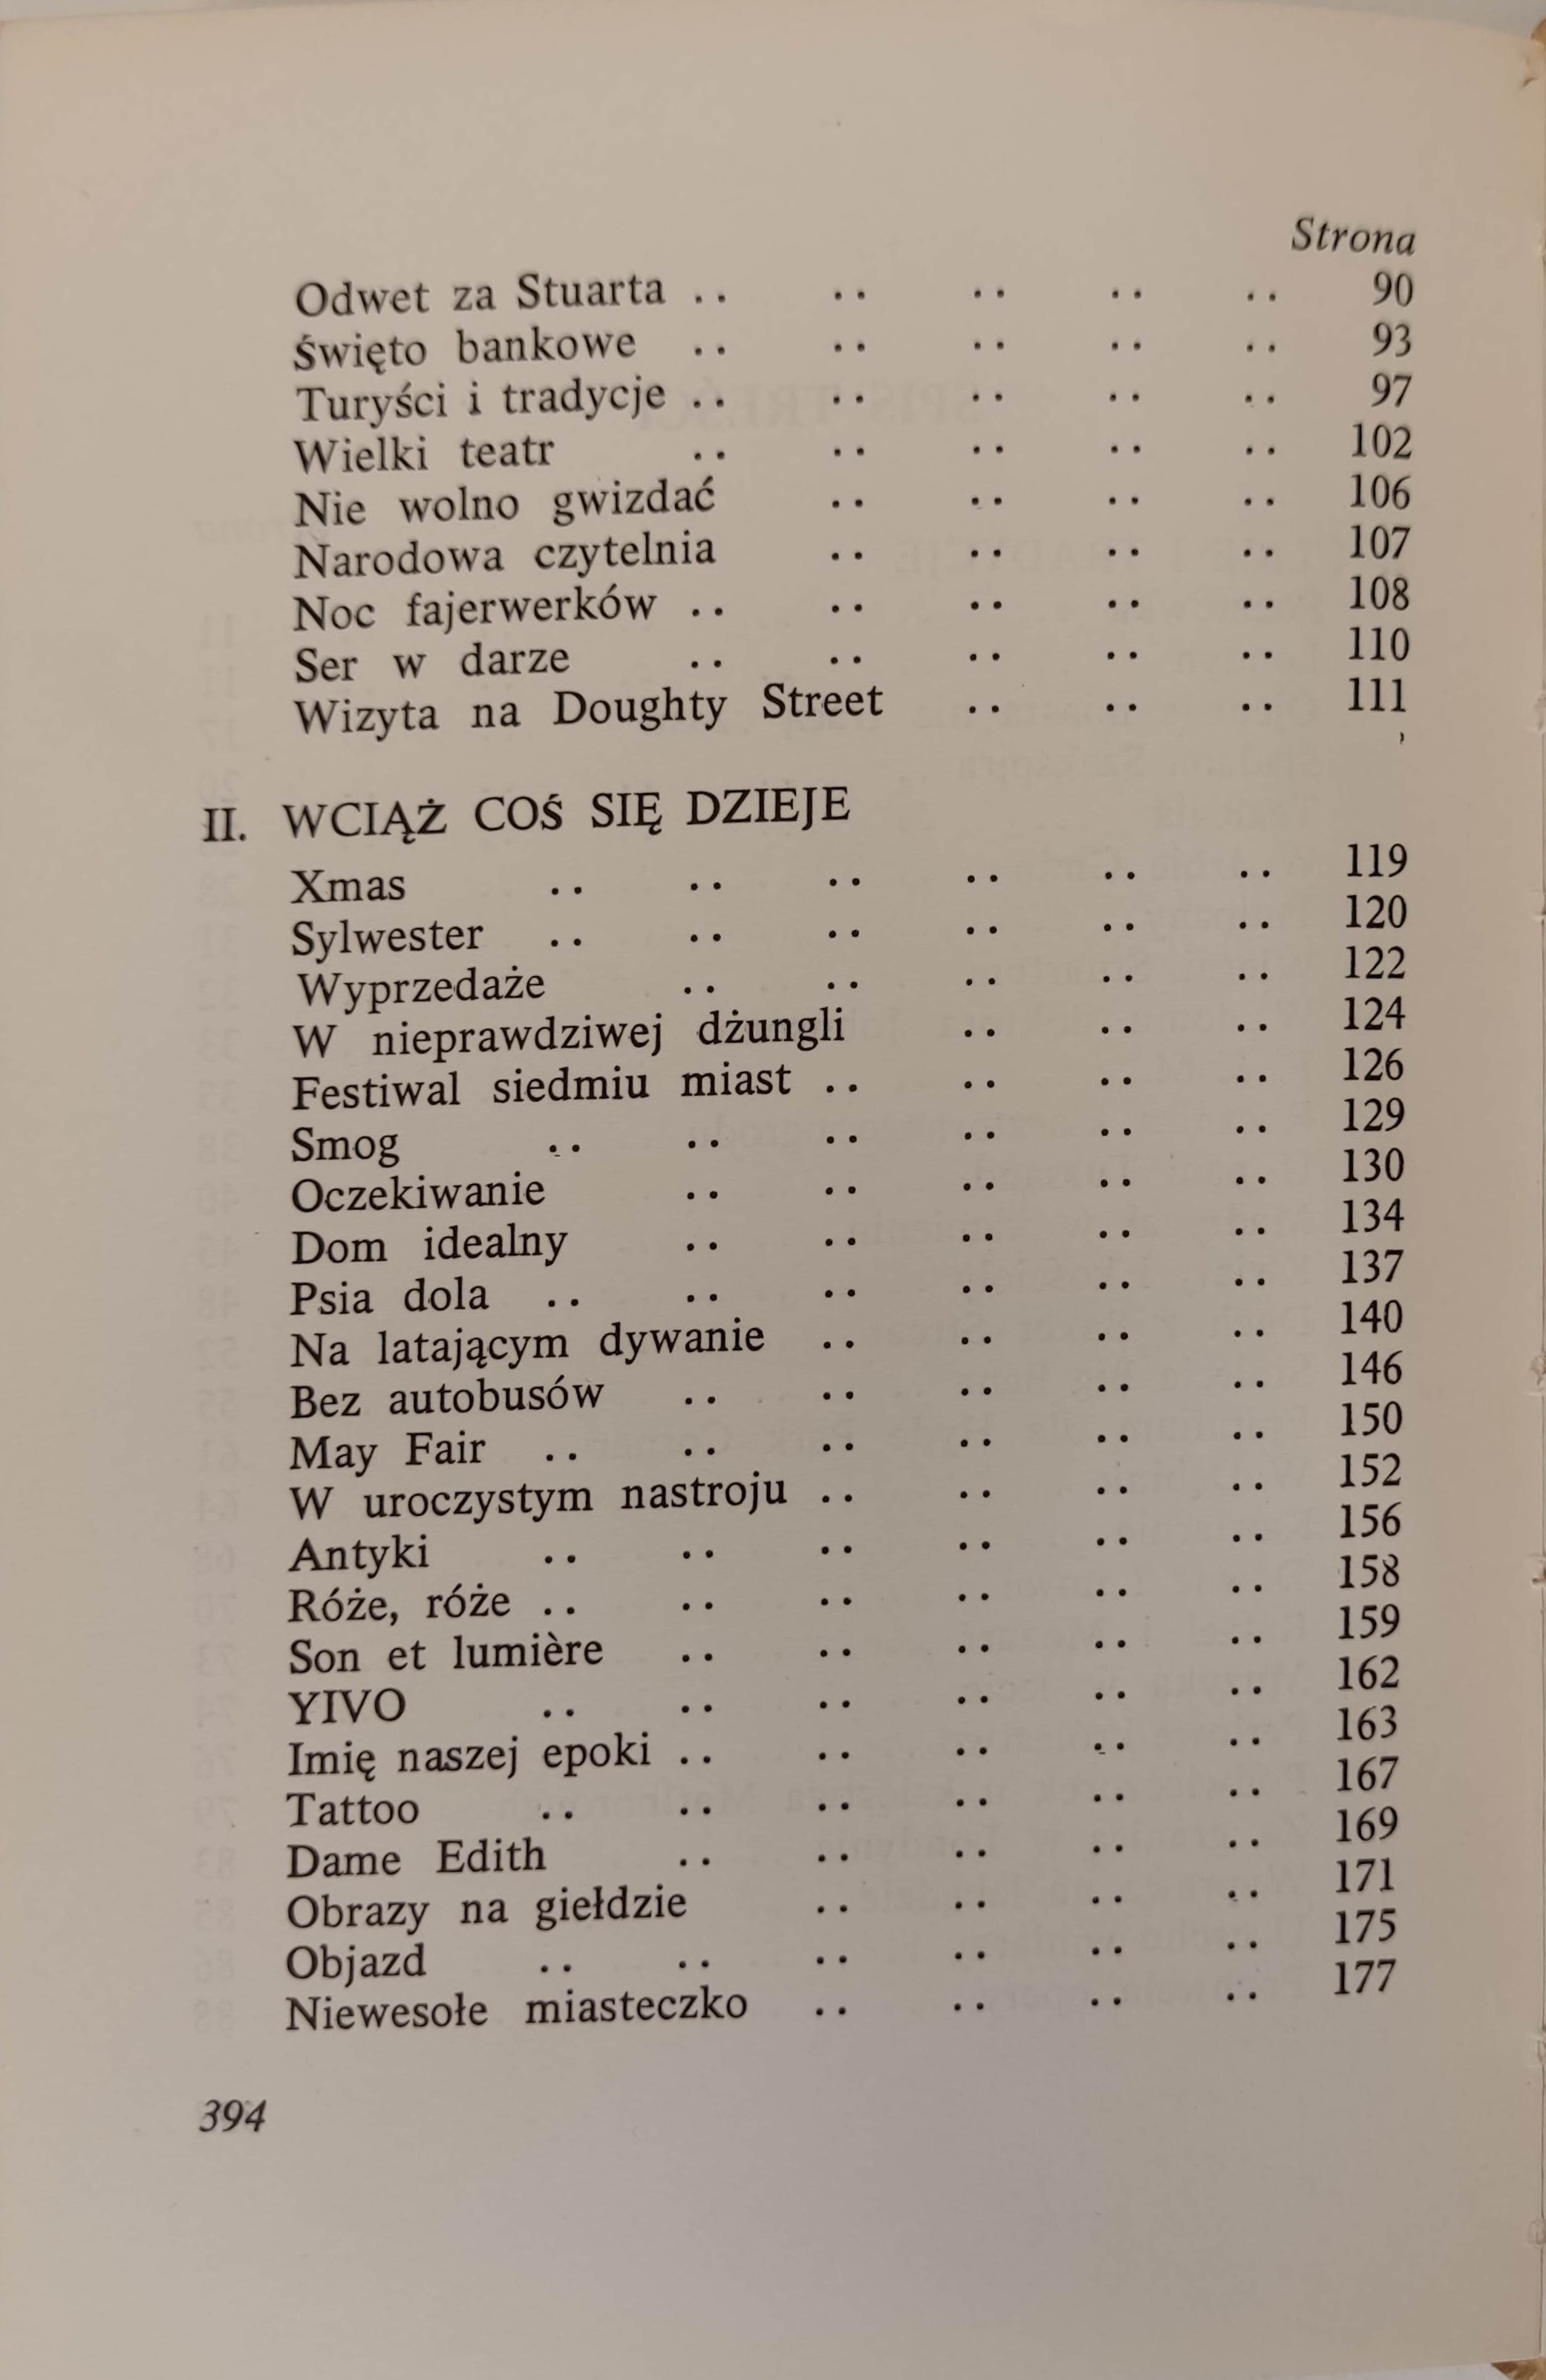 Strona
Odwet za Stuarta .. .. .. .. .. 90
Święto bankowe .. .. .. .. .. 93
Turyści i tradycje .. .. .. .. .. 97
Wielki teatr .. .. .. .. .. 102
Nie wolno gwizdać .. .. .. .. 106
Narodowa czytelnia .. .. .. .. 107
Noc fajerwerków .. .. .. .. .. 108
Ser w darze .. .. .. .. .. 110
Wizyta na Doughty Street .. .. .. 111
II. WCIĄŻ COŚ SIĘ DZIEJE
Xmas .. .. .. .. .. .. 119
Sylwester .. .. .. .. .. .. 120
Wyprzedaże .. .. .. .. .. 122
W nieprawdziwej dżungli .. .. .. 124
Festiwal siedmiu miast .. .. .. .. 126
Smog .. .. .. .. .. .. 129
Oczekiwanie .. .. .. .. .. 130
Dom idealny .. .. .. .. .. 134
Psia dola .. .. .. .. .. .. 137
Na latającym dywanie .. .. .. .. 140
Bez autobusów .. .. .. .. .. 146
May Fair .. .. .. .. .. .. 150
W uroczystym nastroju .. .. .. .. 152
Antyki .. .. .. .. .. .. 156
Róże, róże .. .. .. .. .. .. 158
Son et lumière .. .. .. .. .. 159
YIVO .. .. .. .. .. .. 162
Imię naszej epoki .. .. .. .. .. 163
Tattoo .. .. .. .. .. .. 167
Dame Edith .. .. .. .. .. 169
Obrazy na giełdzie .. .. .. .. 171
Objazd .. .. .. .. .. .. 175
Niewesołe miasteczko .. .. .. .. 177
394